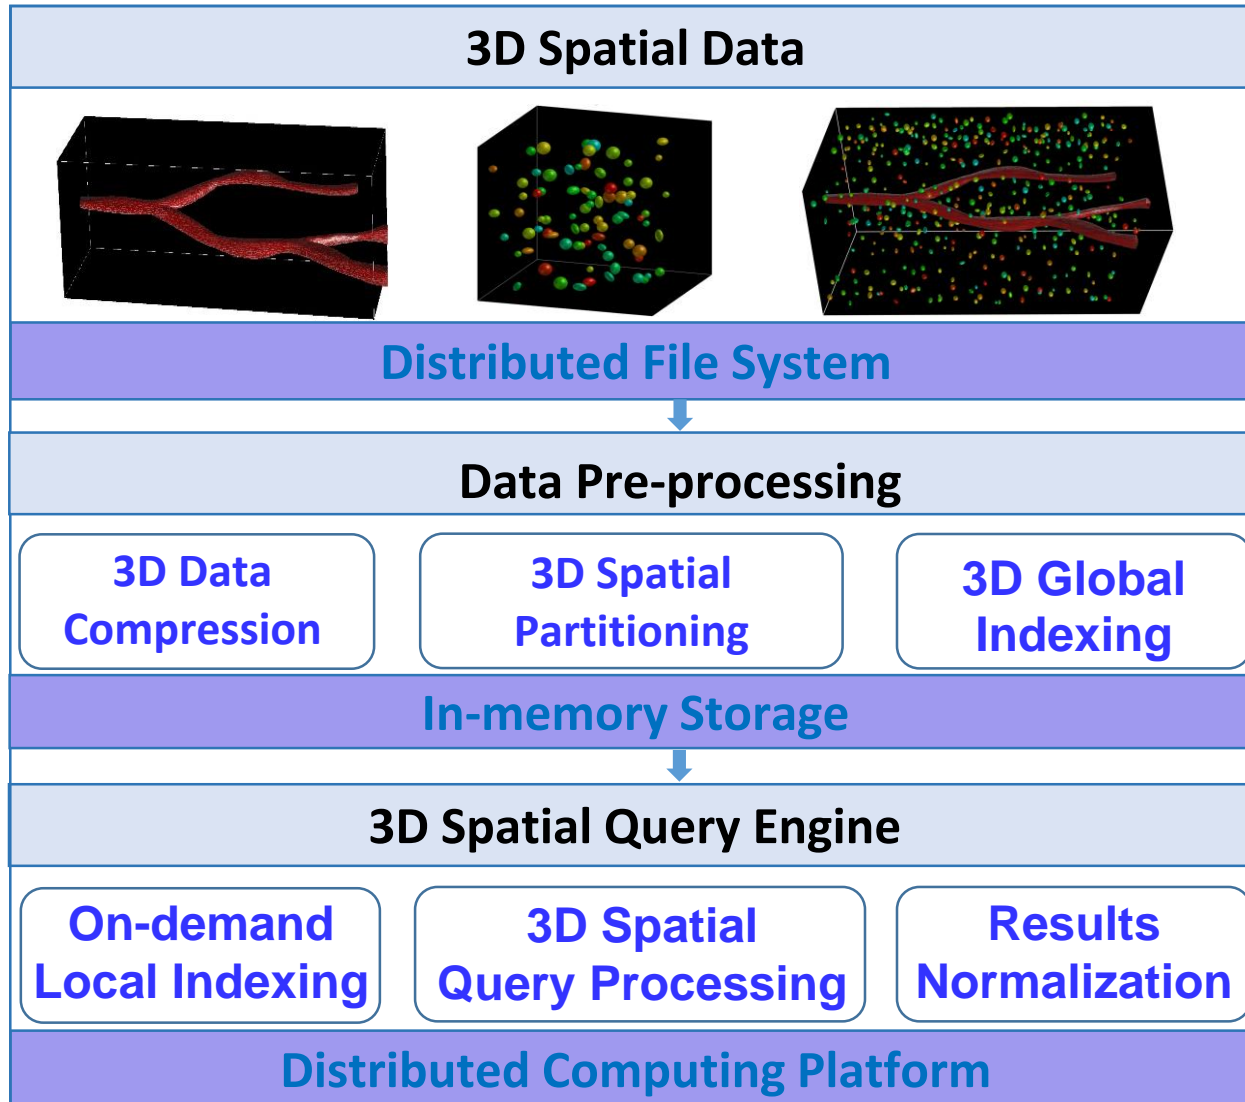 3D Spatial Data
Distributed File System
Data Pre-processing
3D Data
Compression
3D Spatial
Partitioning
3D Global
Indexing
In-memory Storage
3D Spatial Query Engine
On-demand
Local Indexing
3D Spatial
Query Processing
Results
Normalization
Distributed Computing Platform